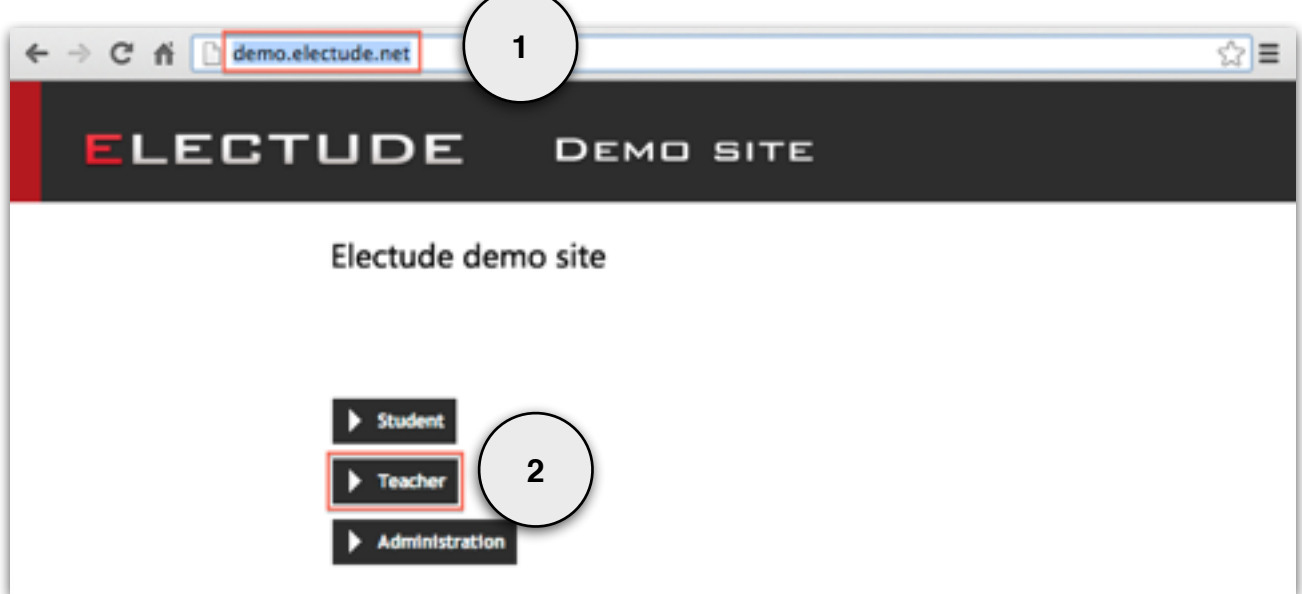 demo.electude.net
1
ELECTUDE DEMO SITE
Electude demo site
Student
Teacher
2
Administration